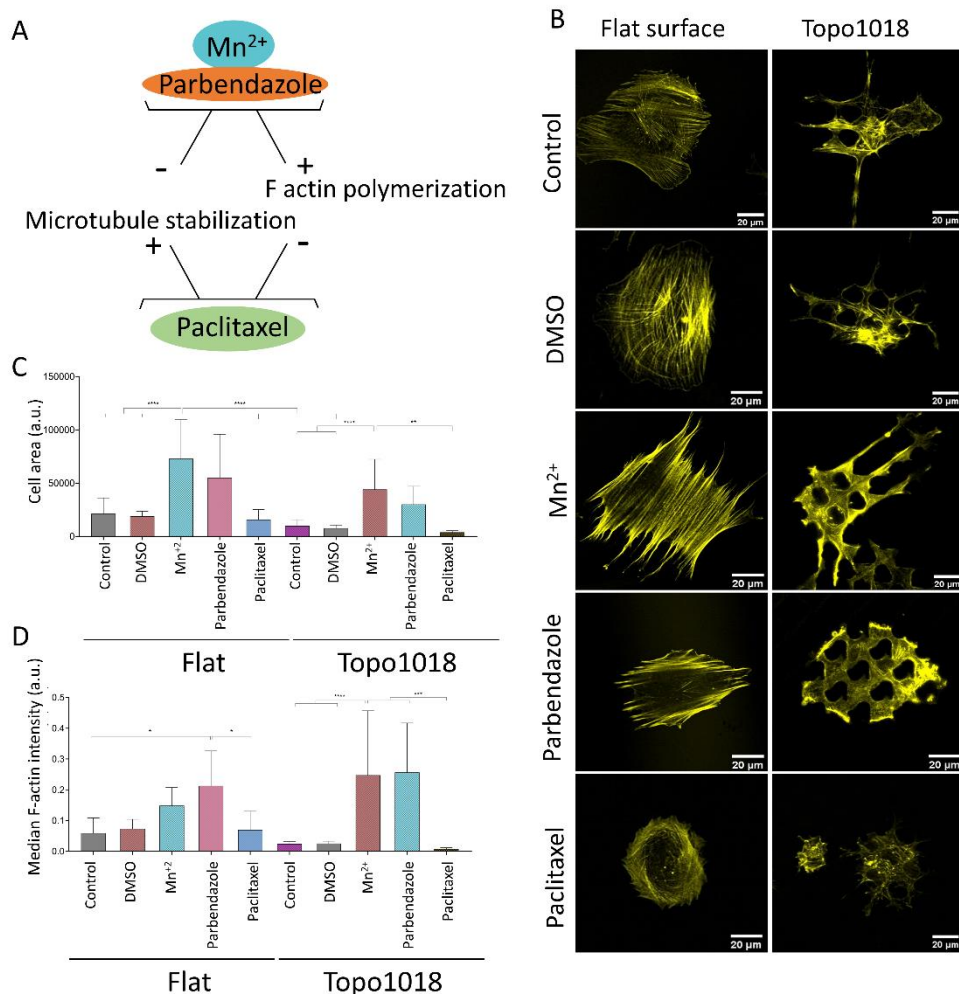 A
Mn²⁺
Parbendazole
-
+
F actin polymerization
Microtubule stabilization
+
-
Paclitaxel
B
Flat surface
Topo1018
Control
20 µm
20 µm
DMSO
20 µm
20 µm
Mn²⁺
20 µm
20 µm
Parbendazole
20 µm
20 µm
Paclitaxel
20 µm
20 µm
C
Cell area (a.u.)
150000
100000
50000
0
****
****
****
**
Control
DMSO
Mn⁺²
Parbendazole
Paclitaxel
Control
DMSO
Mn²⁺
Parbendazole
Paclitaxel
Flat
Topo1018
D
Median F-actin intensity (a.u.)
0.5
0.4
0.3
0.2
0.1
0.0
*
*
****
***
Control
DMSO
Mn⁺²
Parbendazole
Paclitaxel
Control
DMSO
Mn²⁺
Parbendazole
Paclitaxel
Flat
Topo1018